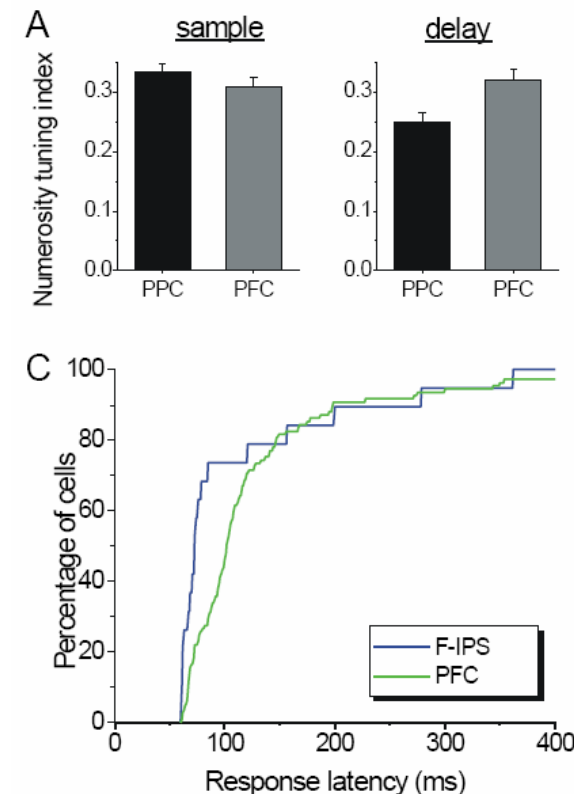 A
sample
delay
Numerosity tuning index
0.3
0.2
0.1
0.0
PPC
PFC
0.3
0.2
0.1
0.0
PPC
PFC
C
Percentage of cells
100
80
60
40
20
0
F-IPS
PFC
0
100
200
300
400
Response latency (ms)